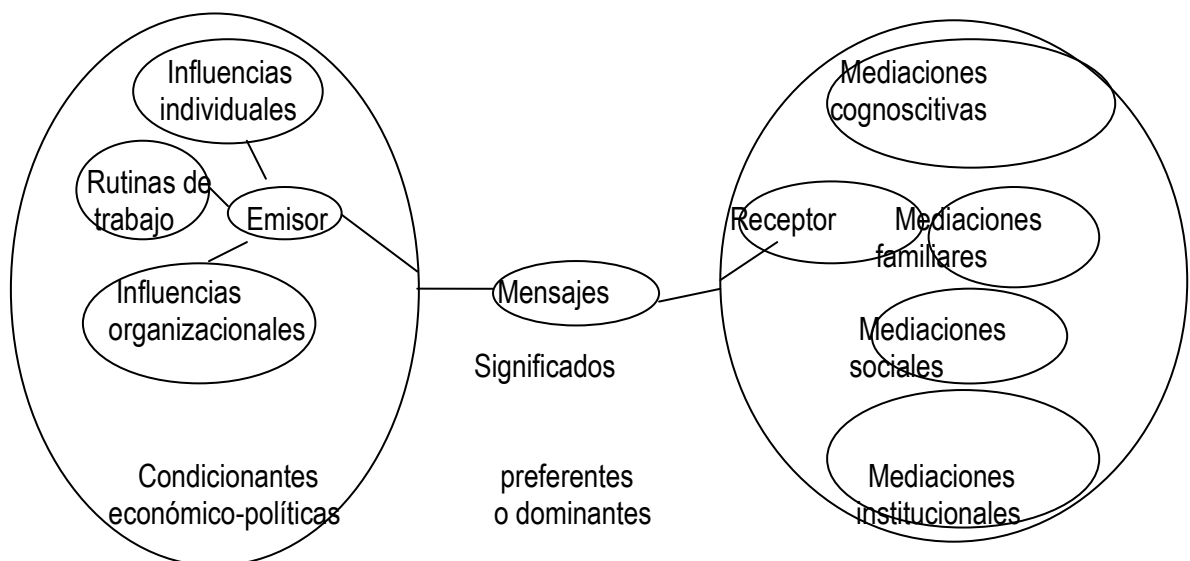 Influencias
individuales
Rutinas de
trabajo
Emisor
Influencias
organizacionales
Condicionantes
económico-políticas
Mensajes
Significados
preferentes
o dominantes
Mediaciones
cognoscitivas
Receptor
Mediaciones
familiares
Mediaciones
sociales
Mediaciones
institucionales